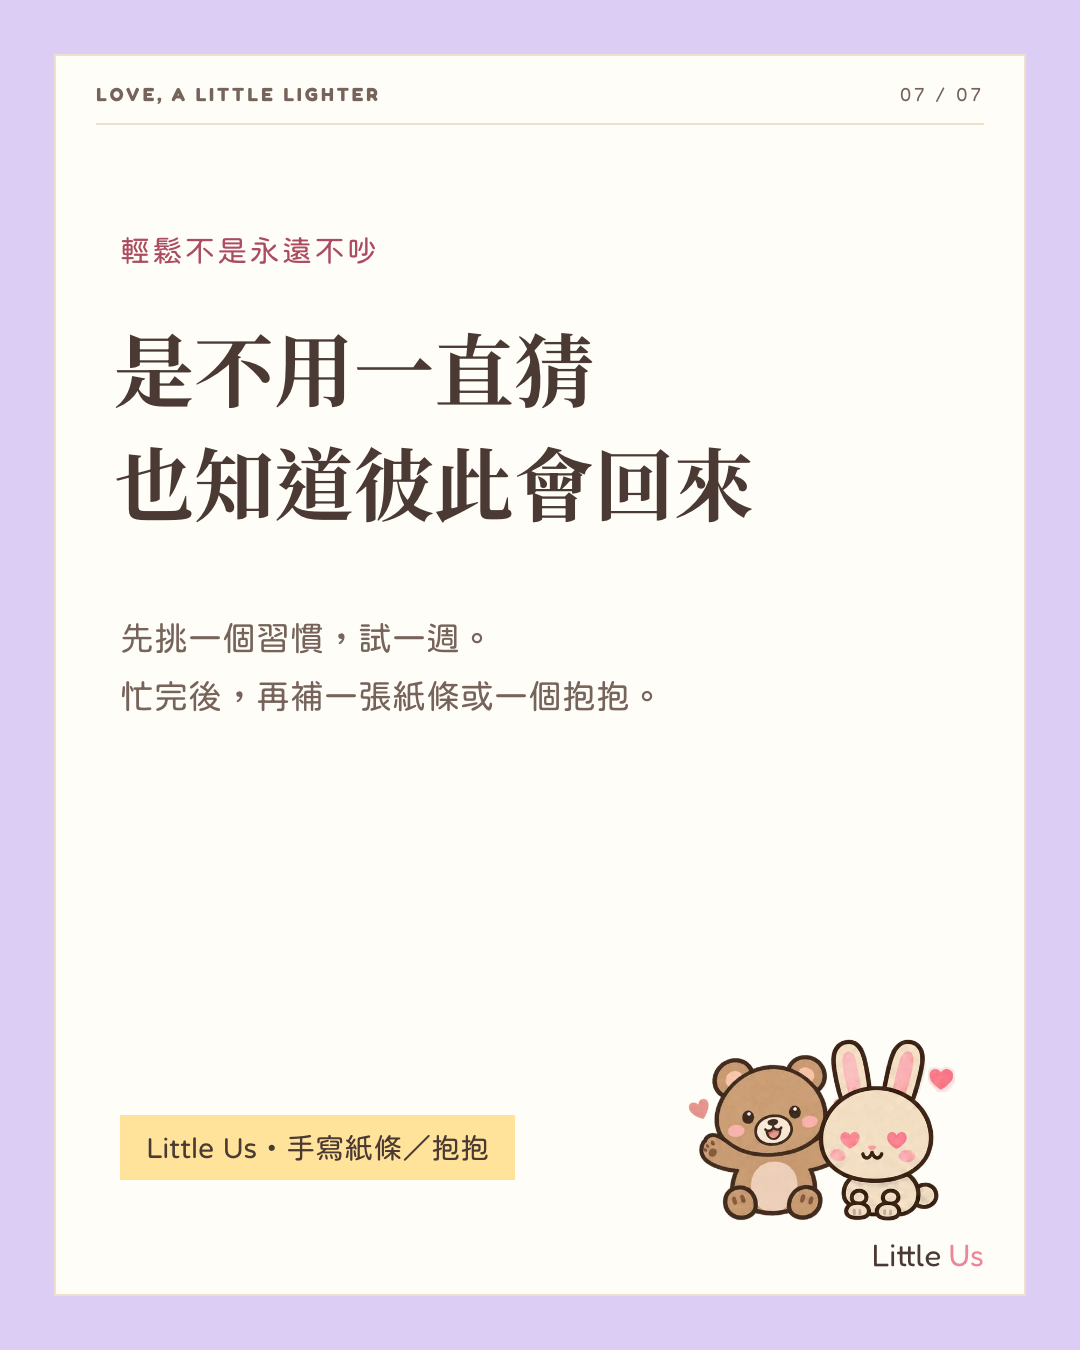 LOVE, A LITTLE LIGHTER
07 / 07
輕鬆不是永遠不吵
是不用一直猜
也知道彼此會回來
先挑一個習慣，試一週。
忙完後，再補一張紙條或一個抱抱。
Little Us・手寫紙條／抱抱
Little Us